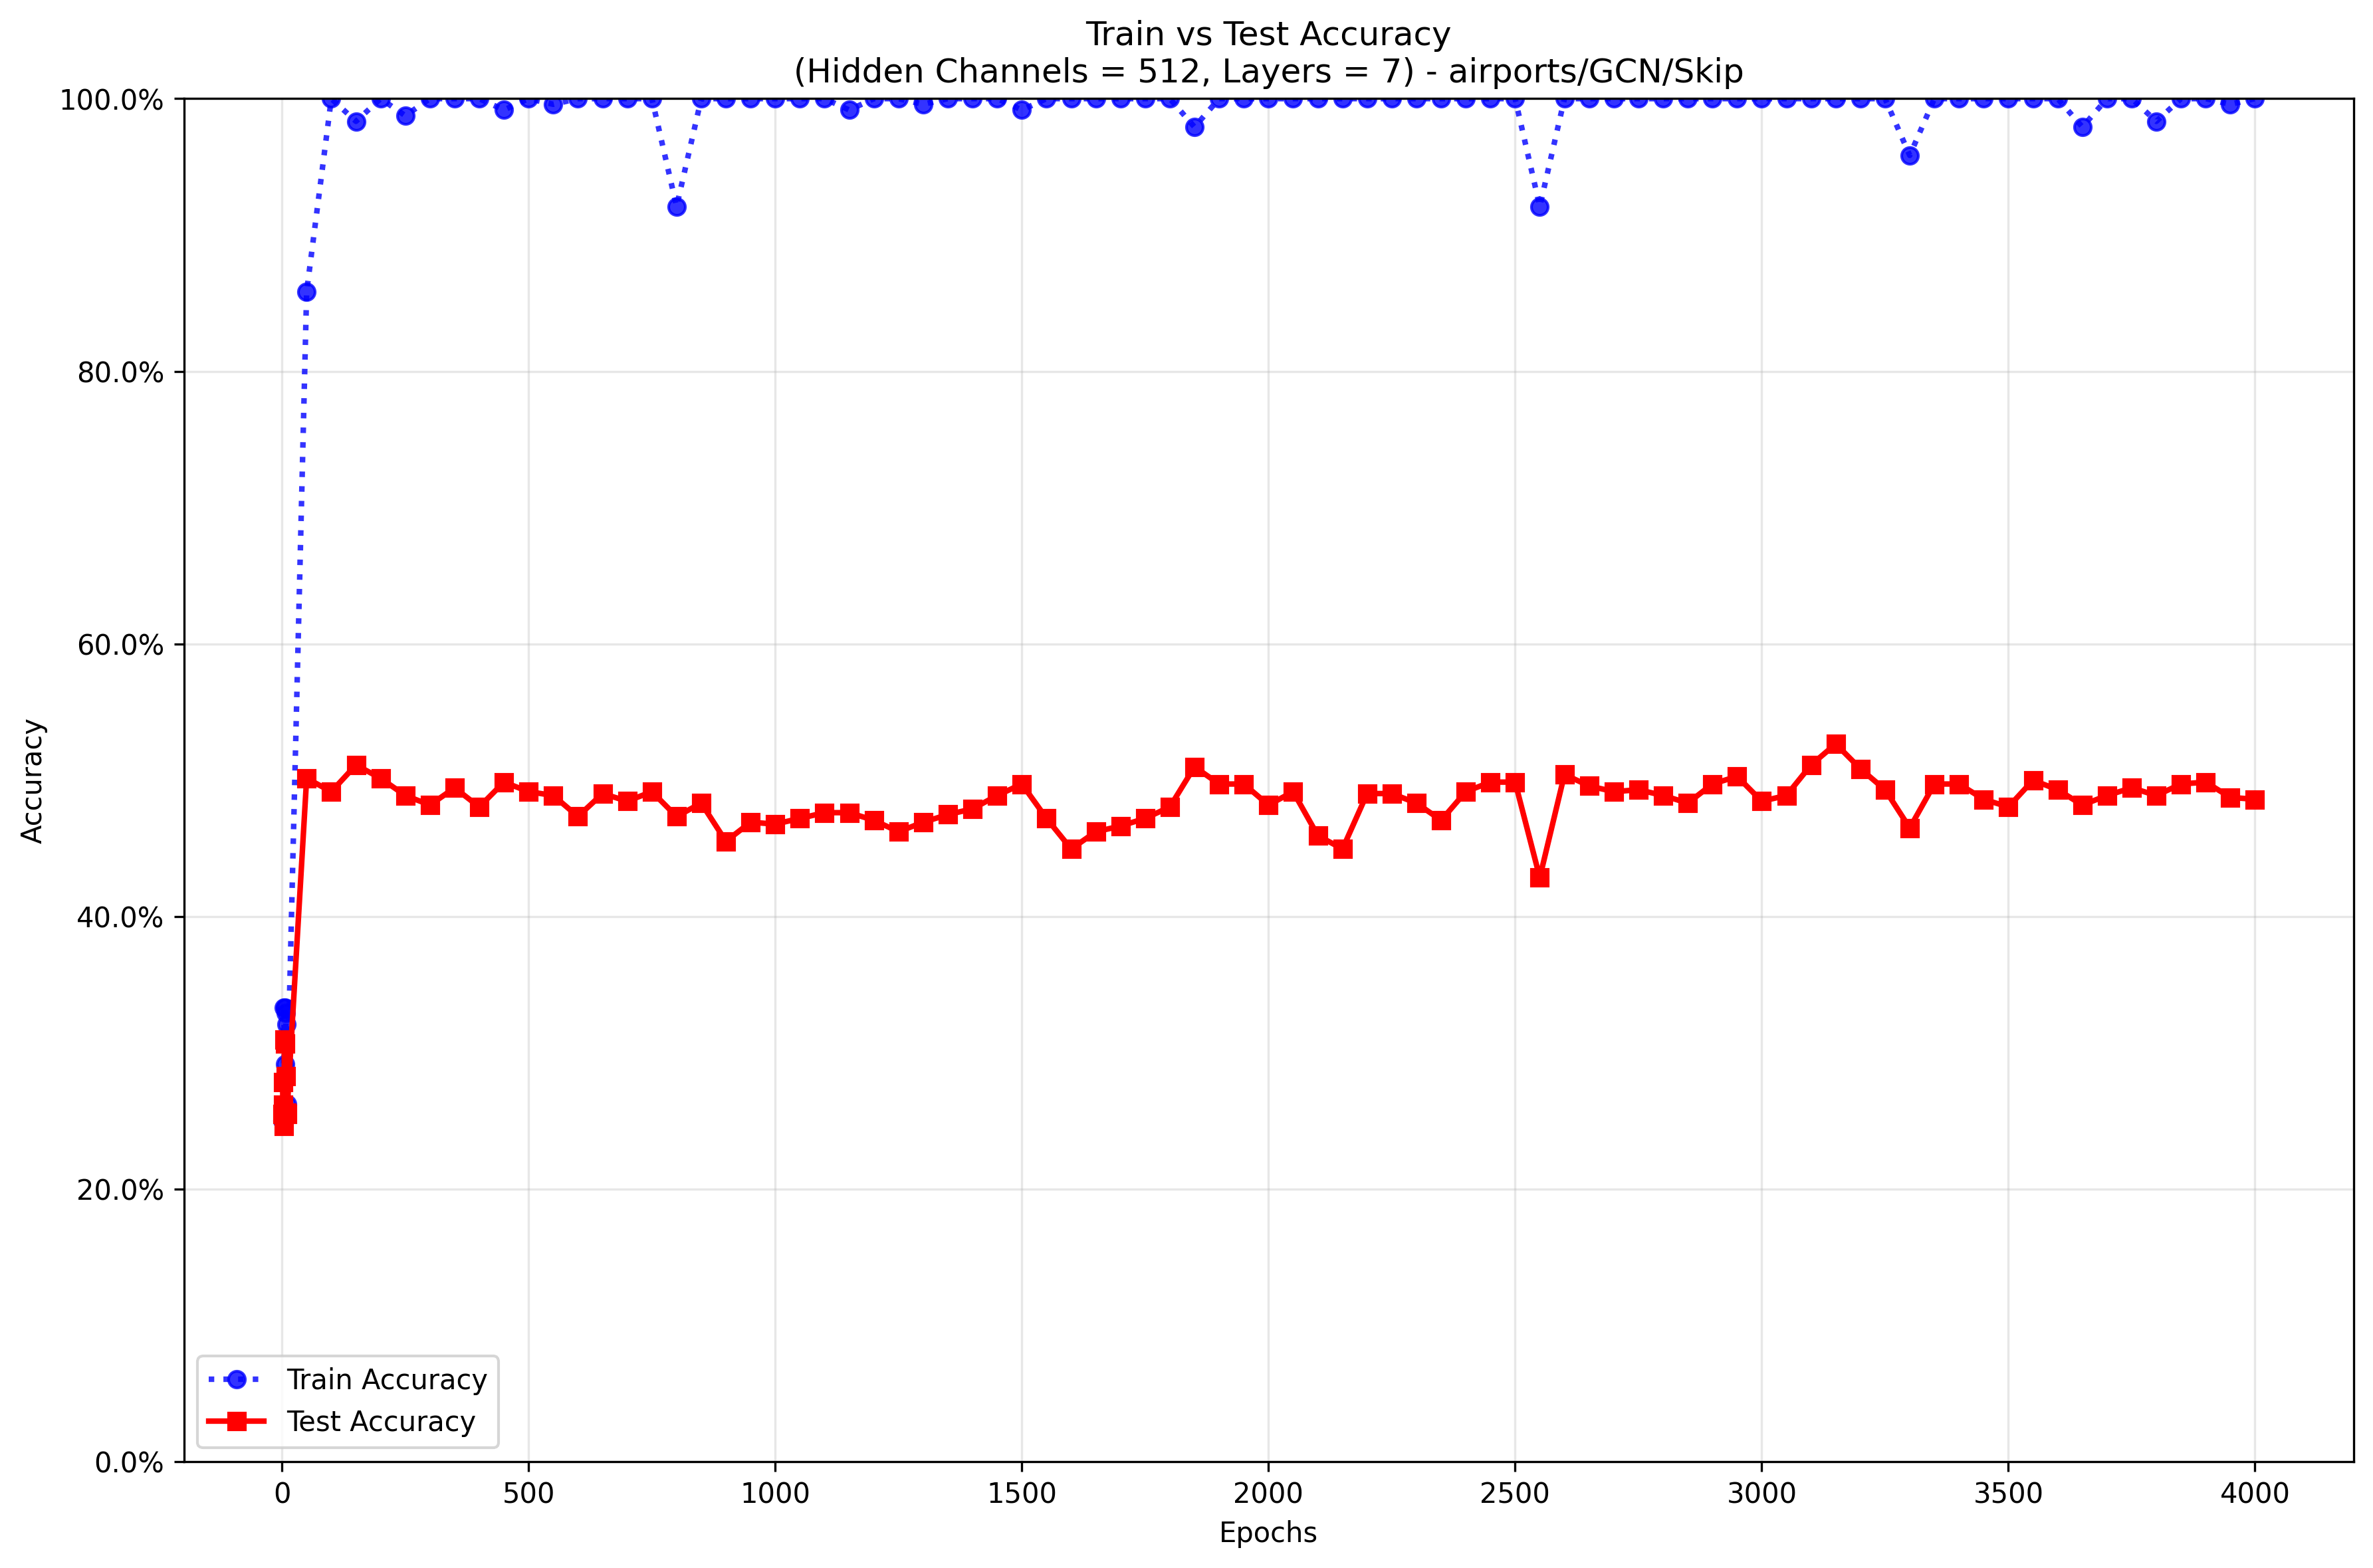 Train vs Test Accuracy
(Hidden Channels = 512, Layers = 7) - airports/GCN/Skip
100.0%
80.0%
60.0%
40.0%
20.0%
0.0%
Accuracy
Train Accuracy
Test Accuracy
0 500 1000 1500 2000 2500 3000 3500 4000
Epochs